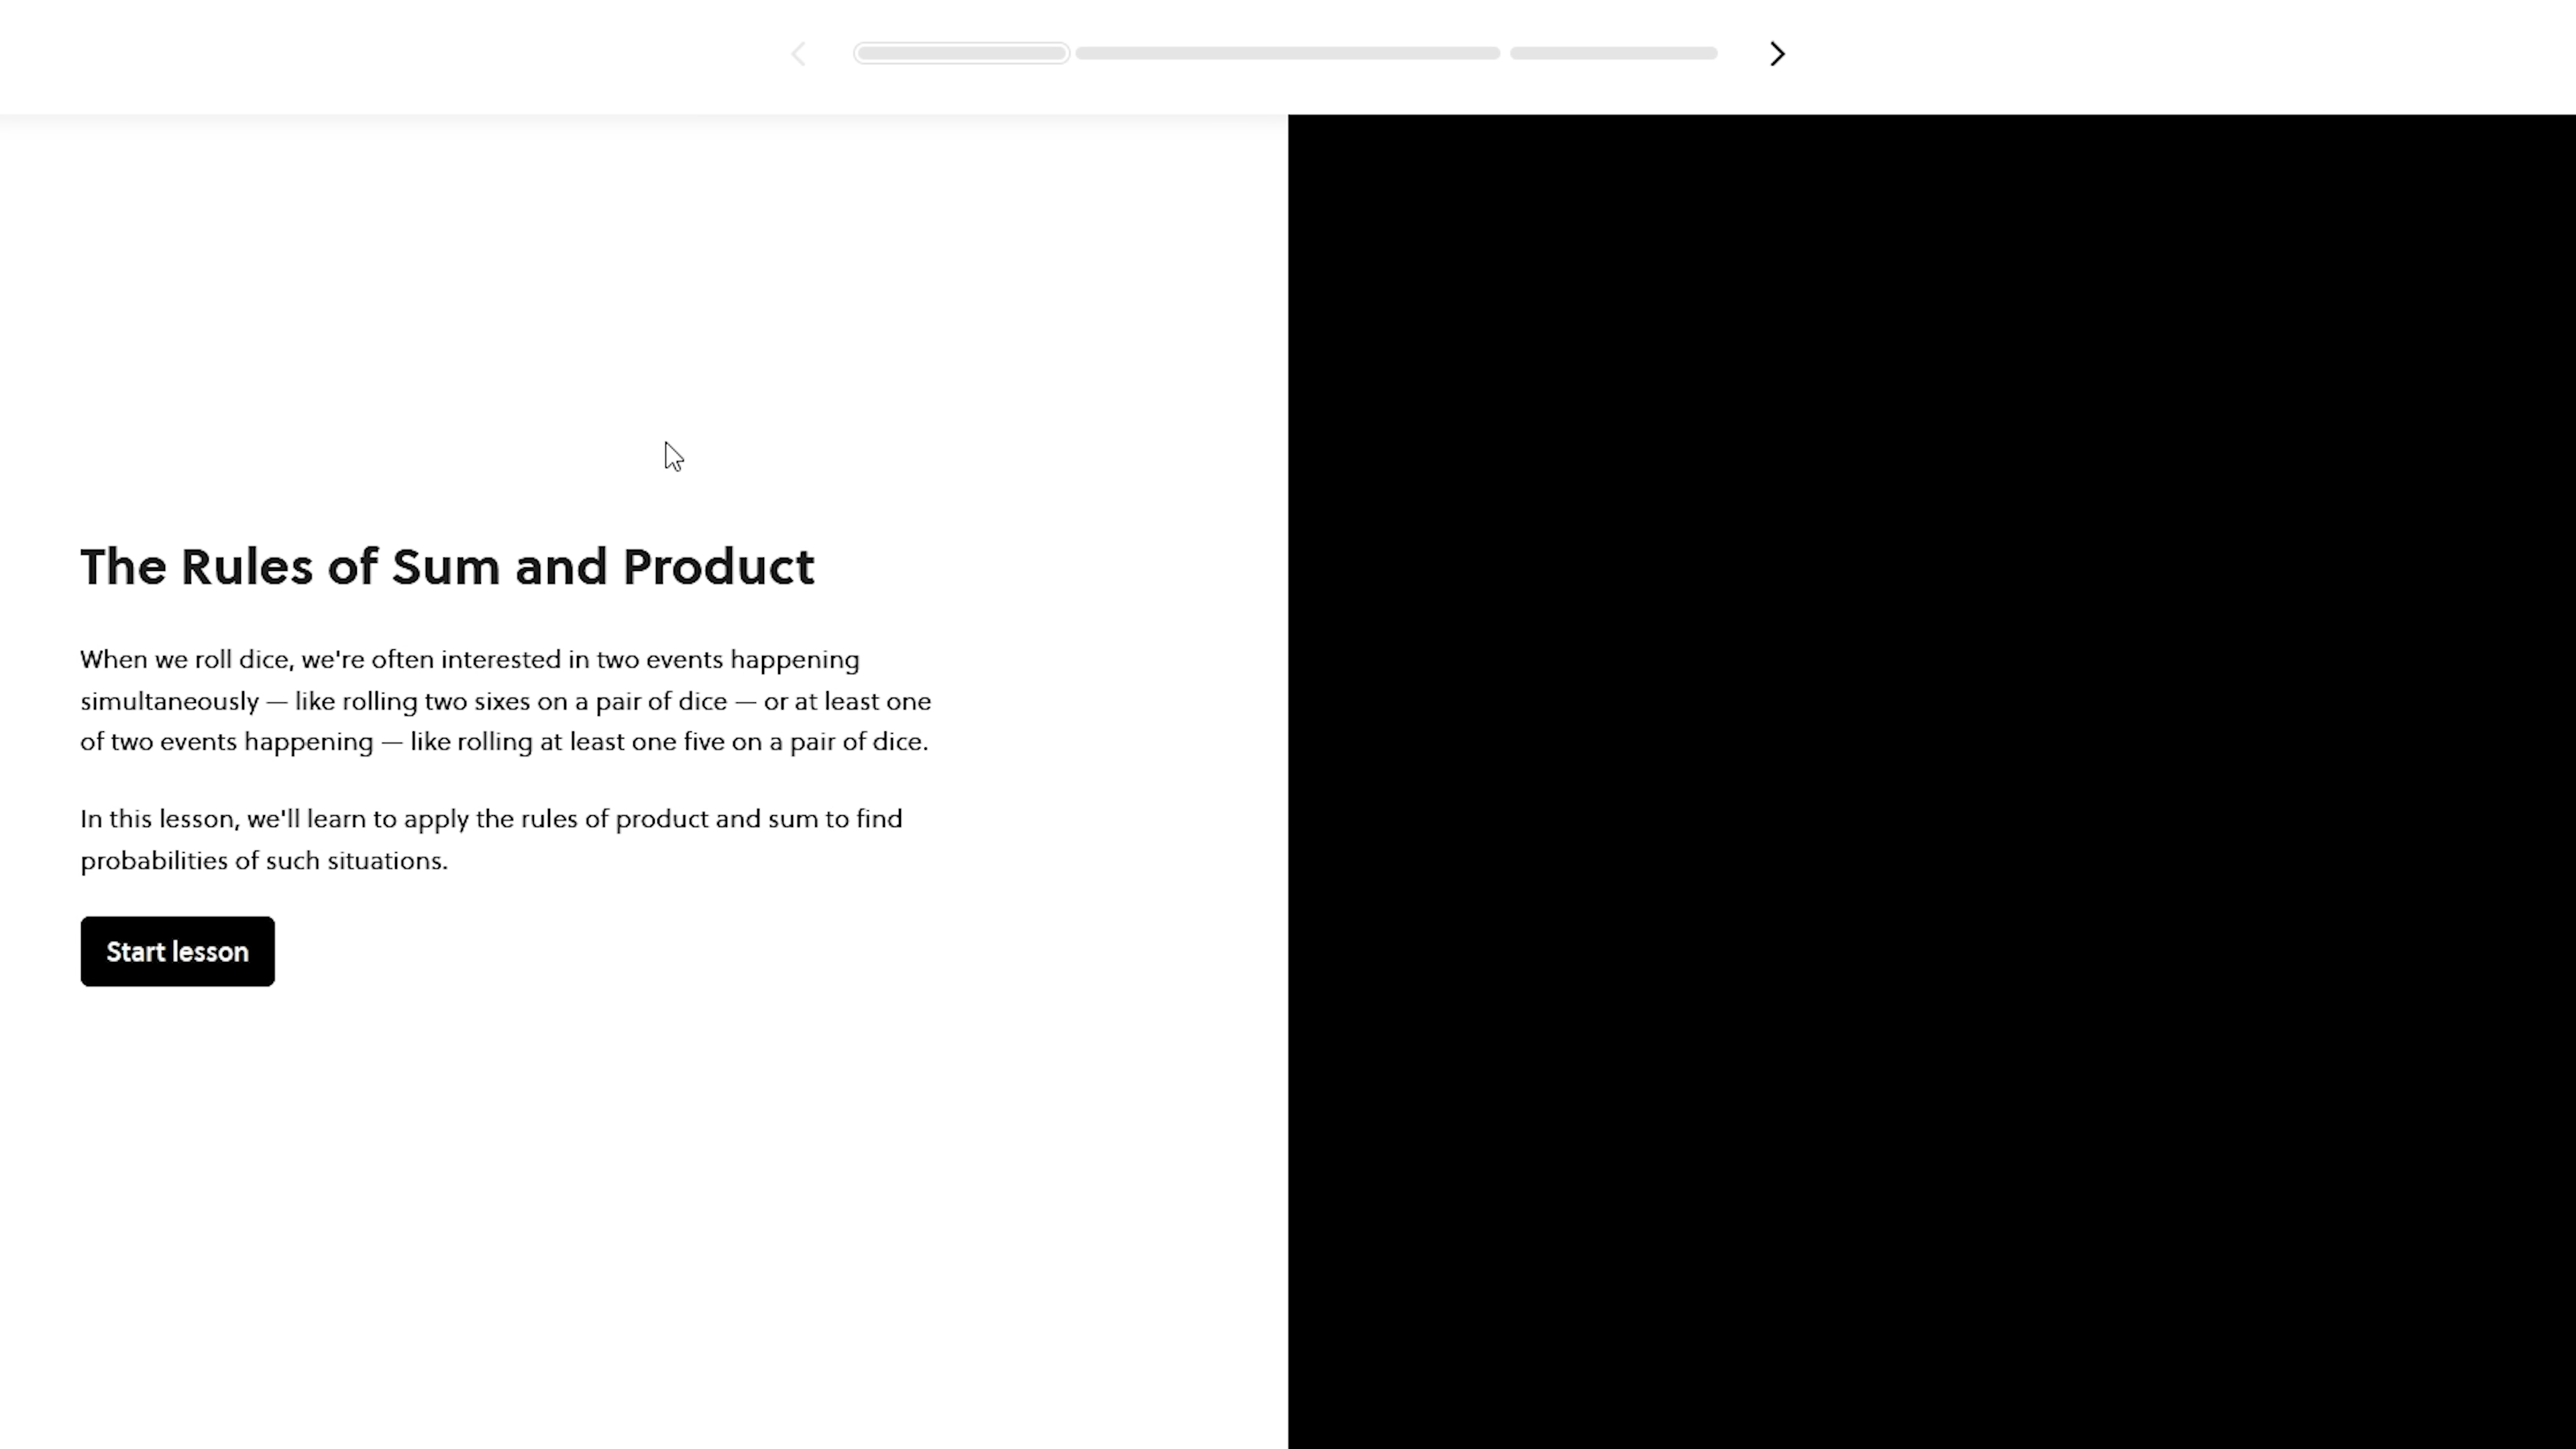 The Rules of Sum and Product
When we roll dice, we're often interested in two events happening
simultaneously — like rolling two sixes on a pair of dice — or at least one
of two events happening — like rolling at least one five on a pair of dice.
In this lesson, we'll learn to apply the rules of product and sum to find
probabilities of such situations.
Start lesson